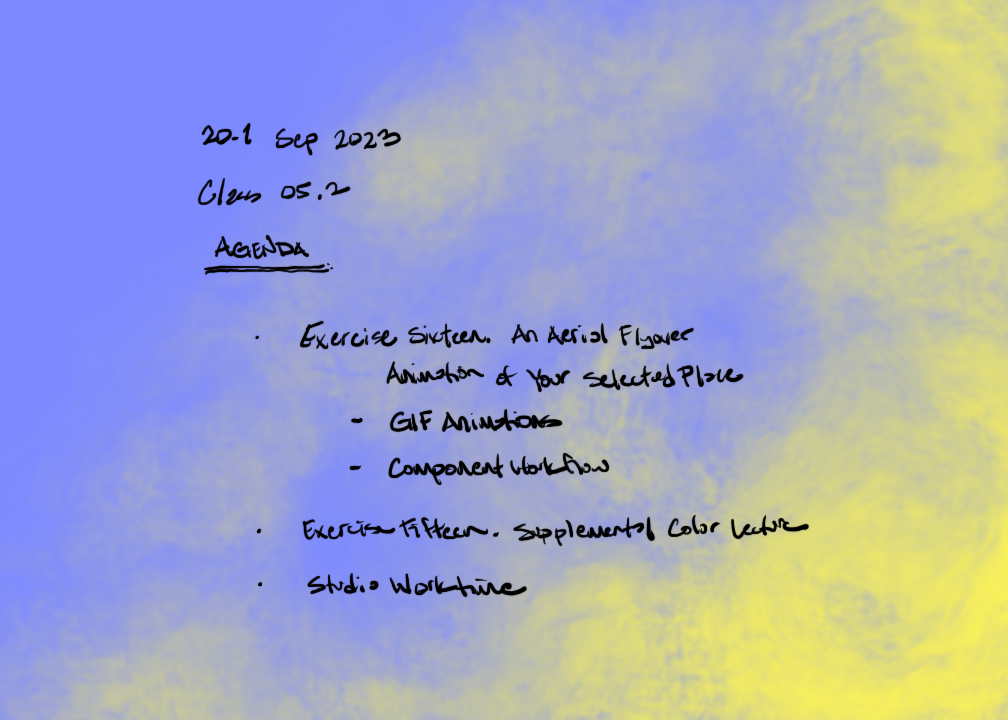 20-1 Sep 2023
Class 05.2
AGENDA
· Exercise Sixteen. An Aerial Flyover
Animation of Your Selected Place
- GIF Animations
- Component Workflow
· Exercise Fifteen. Supplemental Color Lecture
· Studio Worktime